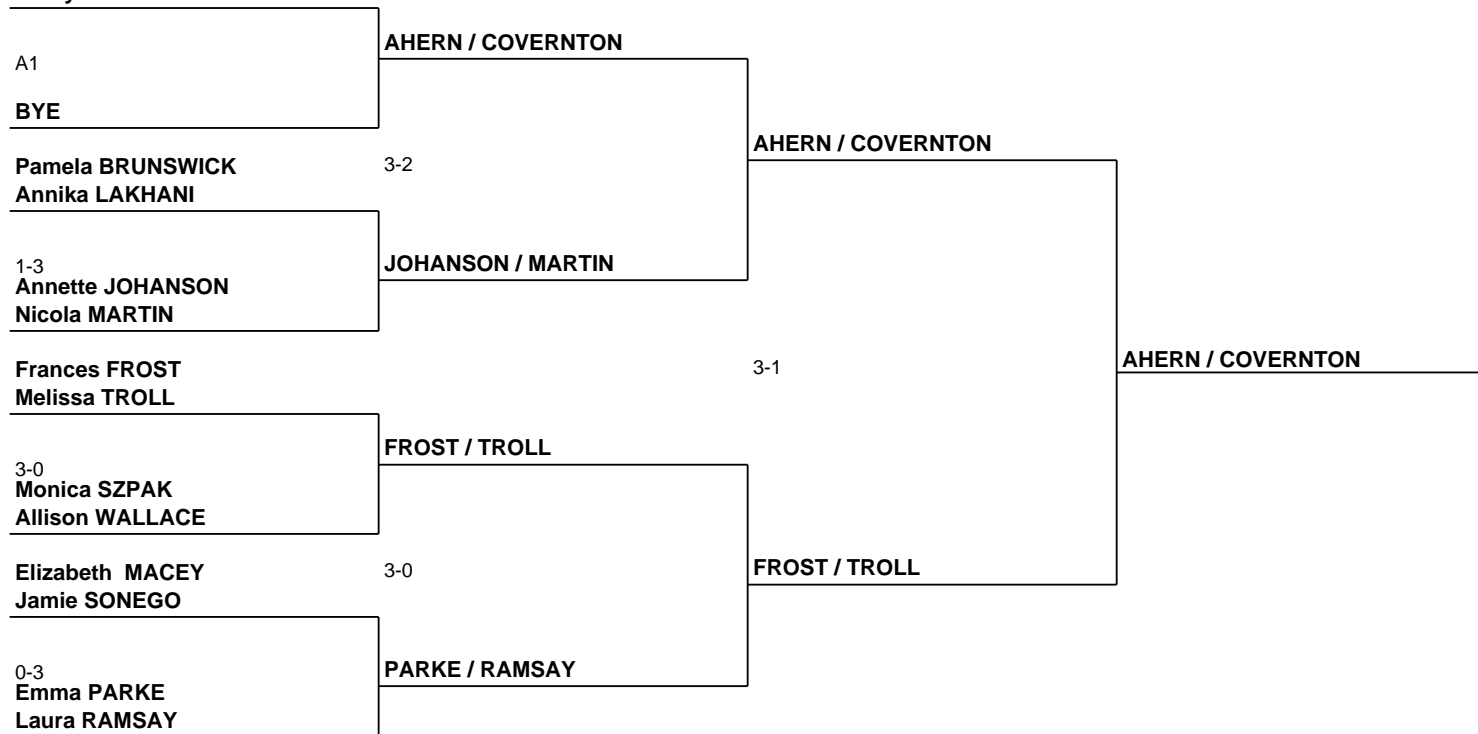 AHERN / COVERNTON
A1
BYE
AHERN / COVERNTON
Pamela BRUNSWICK
3-2
Annika LAKHANI
1-3
JOHANSON / MARTIN
Annette JOHANSON
Nicola MARTIN
Frances FROST
3-1
AHERN / COVERNTON
Melissa TROLL
FROST / TROLL
3-0
Monica SZPAK
Allison WALLACE
Elizabeth MACEY
3-0
FROST / TROLL
Jamie SONEGO
0-3
PARKE / RAMSAY
Emma PARKE
Laura RAMSAY